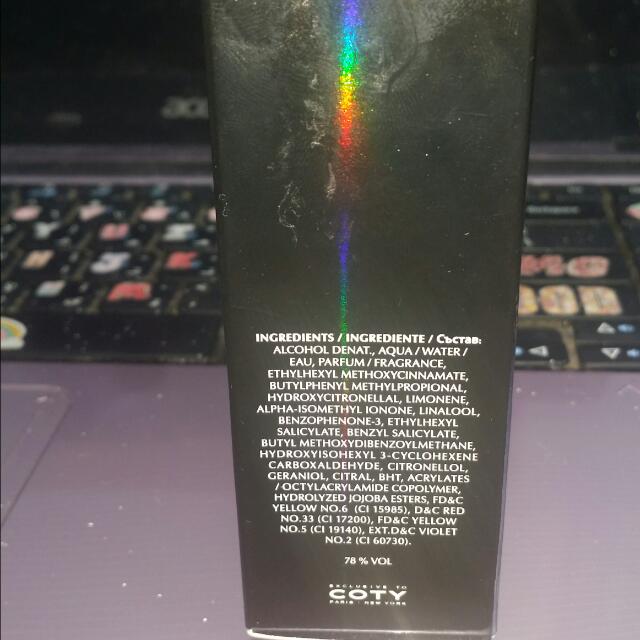 INGREDIENTS / INGREDIENTE / Състав:
ALCOHOL DENAT., AQUA / WATER /
EAU, PARFUM / FRAGRANCE,
ETHYLHEXYL METHOXYCINNAMATE,
BUTYLPHENYL METHYLPROPIONAL,
HYDROXYCITRONELLAL, LIMONENE,
ALPHA-ISOMETHYL IONONE, LINALOOL,
BENZOPHENONE-3, ETHYLHEXYL
SALICYLATE, BENZYL SALICYLATE,
BUTYL METHOXYDIBENZOYLMETHANE,
HYDROXYISOHEXYL 3-CYCLOHEXENE
CARBOXALDEHYDE, CITRONELLOL,
GERANIOL, CITRAL, BHT, ACRYLATES
/ OCTYLACRYLAMIDE COPOLYMER,
HYDROLYZED JOJOBA ESTERS, FD&C
YELLOW NO.6 (CI 15985), D&C RED
NO.33 (CI 17200), FD&C YELLOW
NO.5 (CI 19140), EXT.D&C VIOLET
NO.2 (CI 60730).
78 % VOL
EXCLUSIVE TO
COTY
PARIS · NEW YORK